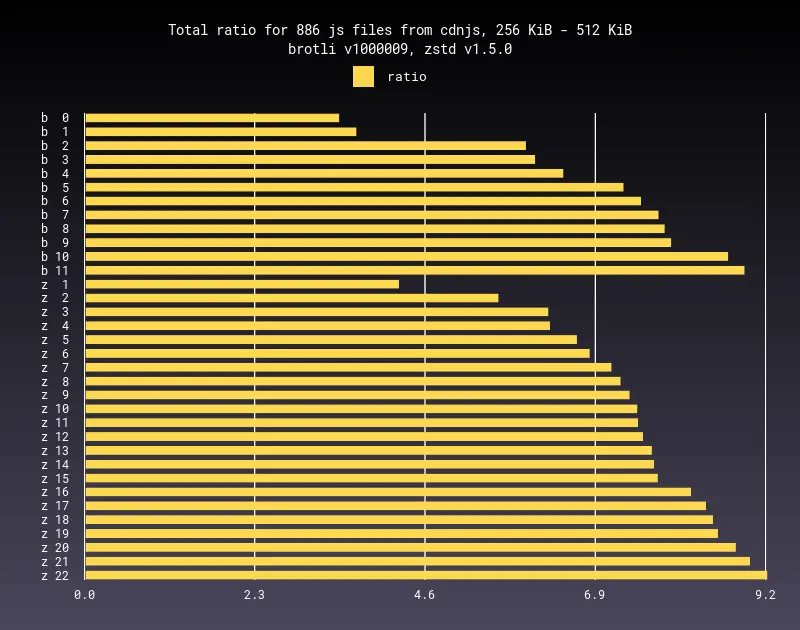 Total ratio for 886 js files from cdnjs, 256 KiB - 512 KiB
brotli v1000009, zstd v1.5.0
ratio
b 0
b 1
b 2
b 3
b 4
b 5
b 6
b 7
b 8
b 9
b 10
b 11
z 1
z 2
z 3
z 4
z 5
z 6
z 7
z 8
z 9
z 10
z 11
z 12
z 13
z 14
z 15
z 16
z 17
z 18
z 19
z 20
z 21
z 22
0.0 2.3 4.6 6.9 9.2